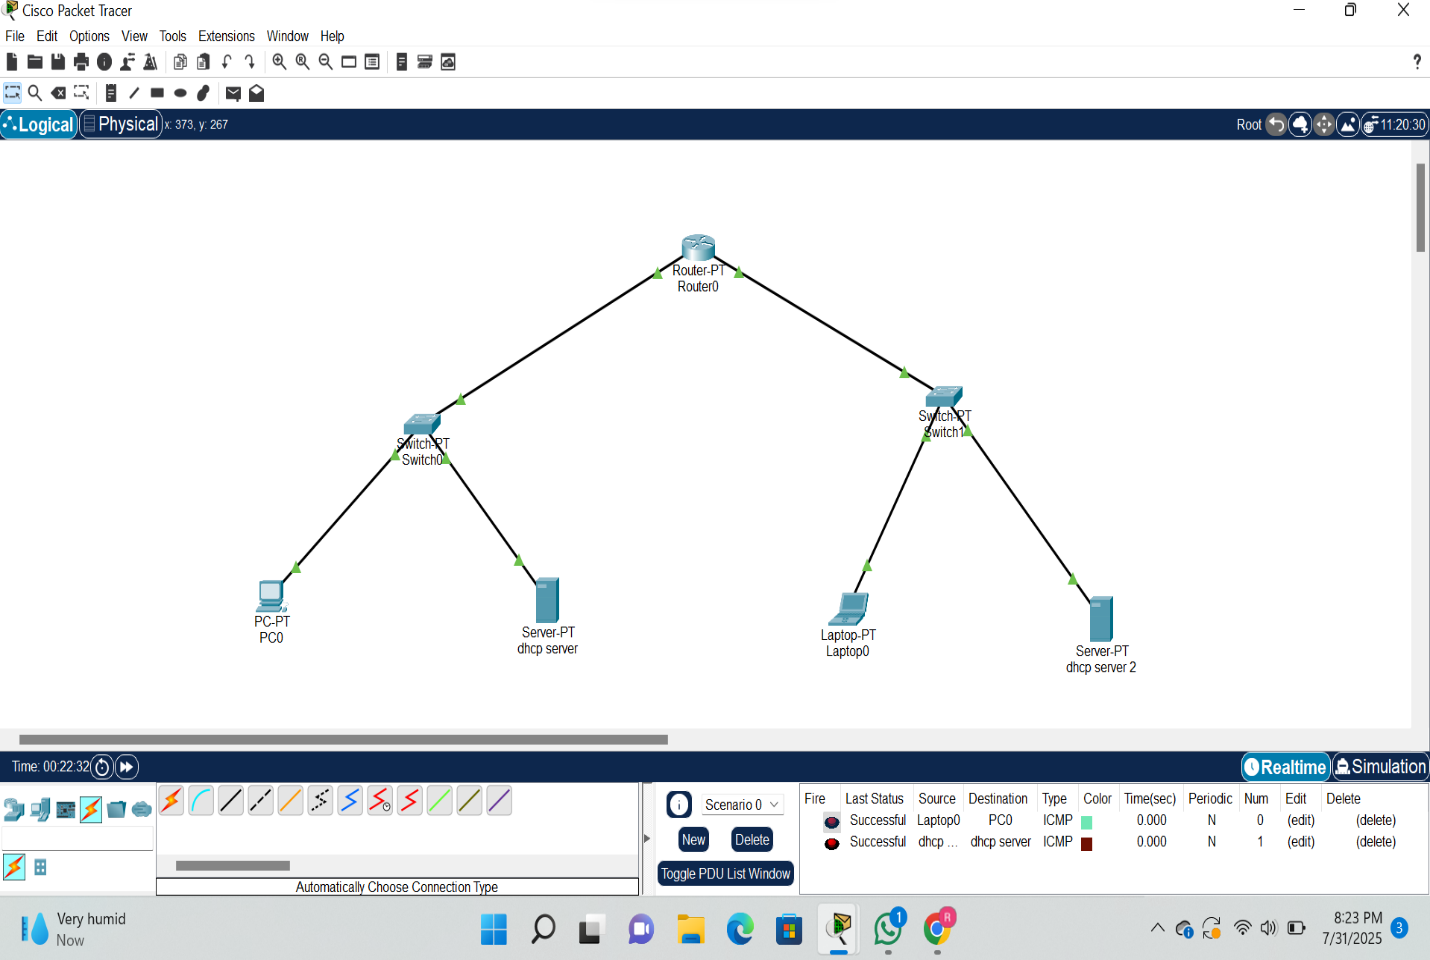 Cisco Packet Tracer
File Edit Options View Tools Extensions Window Help
?
Logical Physical x: 373, y: 267 Root 11:20:30
Router-PT
Router0
Switch-PT
Switch0
Switch-PT
Switch1
PC-PT
PC0
Server-PT
dhcp server
Laptop-PT
Laptop0
Server-PT
dhcp server 2
Time: 00:22:32 Realtime Simulation
Scenario 0
New Delete
Toggle PDU List Window
Fire Last Status Source Destination Type Color Time(sec) Periodic Num Edit Delete
Successful Laptop0 PC0 ICMP 0.000 N 0 (edit) (delete)
Successful dhcp ... dhcp server ICMP 0.000 N 1 (edit) (delete)
Automatically Choose Connection Type
Very humid
Now
1
R
8:23 PM
7/31/2025
3